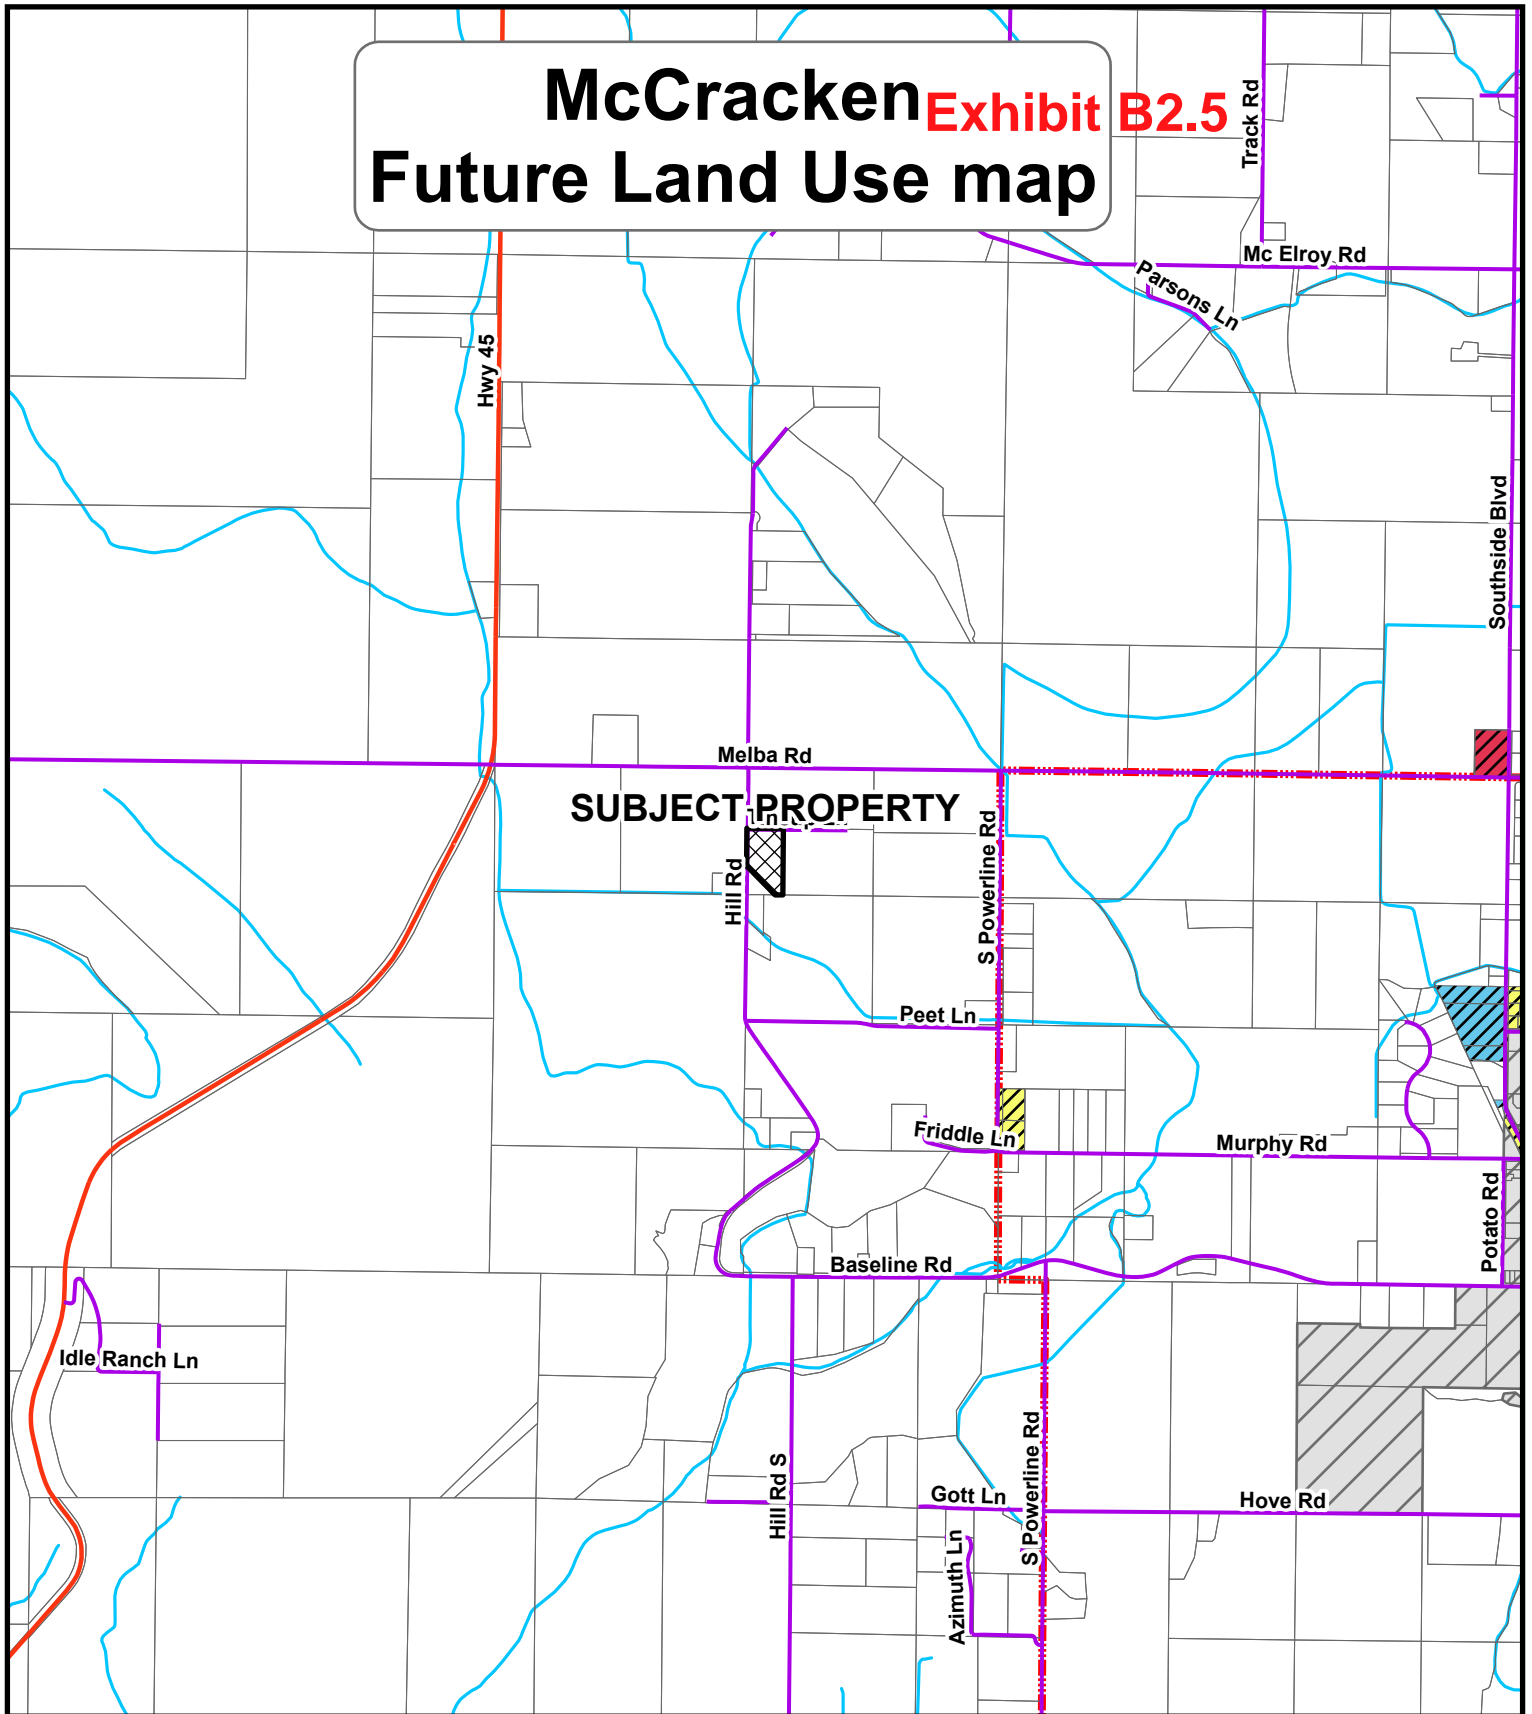 McCracken
Exhibit B2.5
Future Land Use map
Track Rd
Mc Elroy Rd
Parsons Ln
Hwy 45
Southside Blvd
Melba Rd
SUBJECT PROPERTY
Hill Rd
S Powerline Rd
Peet Ln
Friddle Ln
Murphy Rd
Potato Rd
Baseline Rd
Idle Ranch Ln
Hill Rd S
S Powerline Rd
Gott Ln
Hove Rd
Azimuth Ln